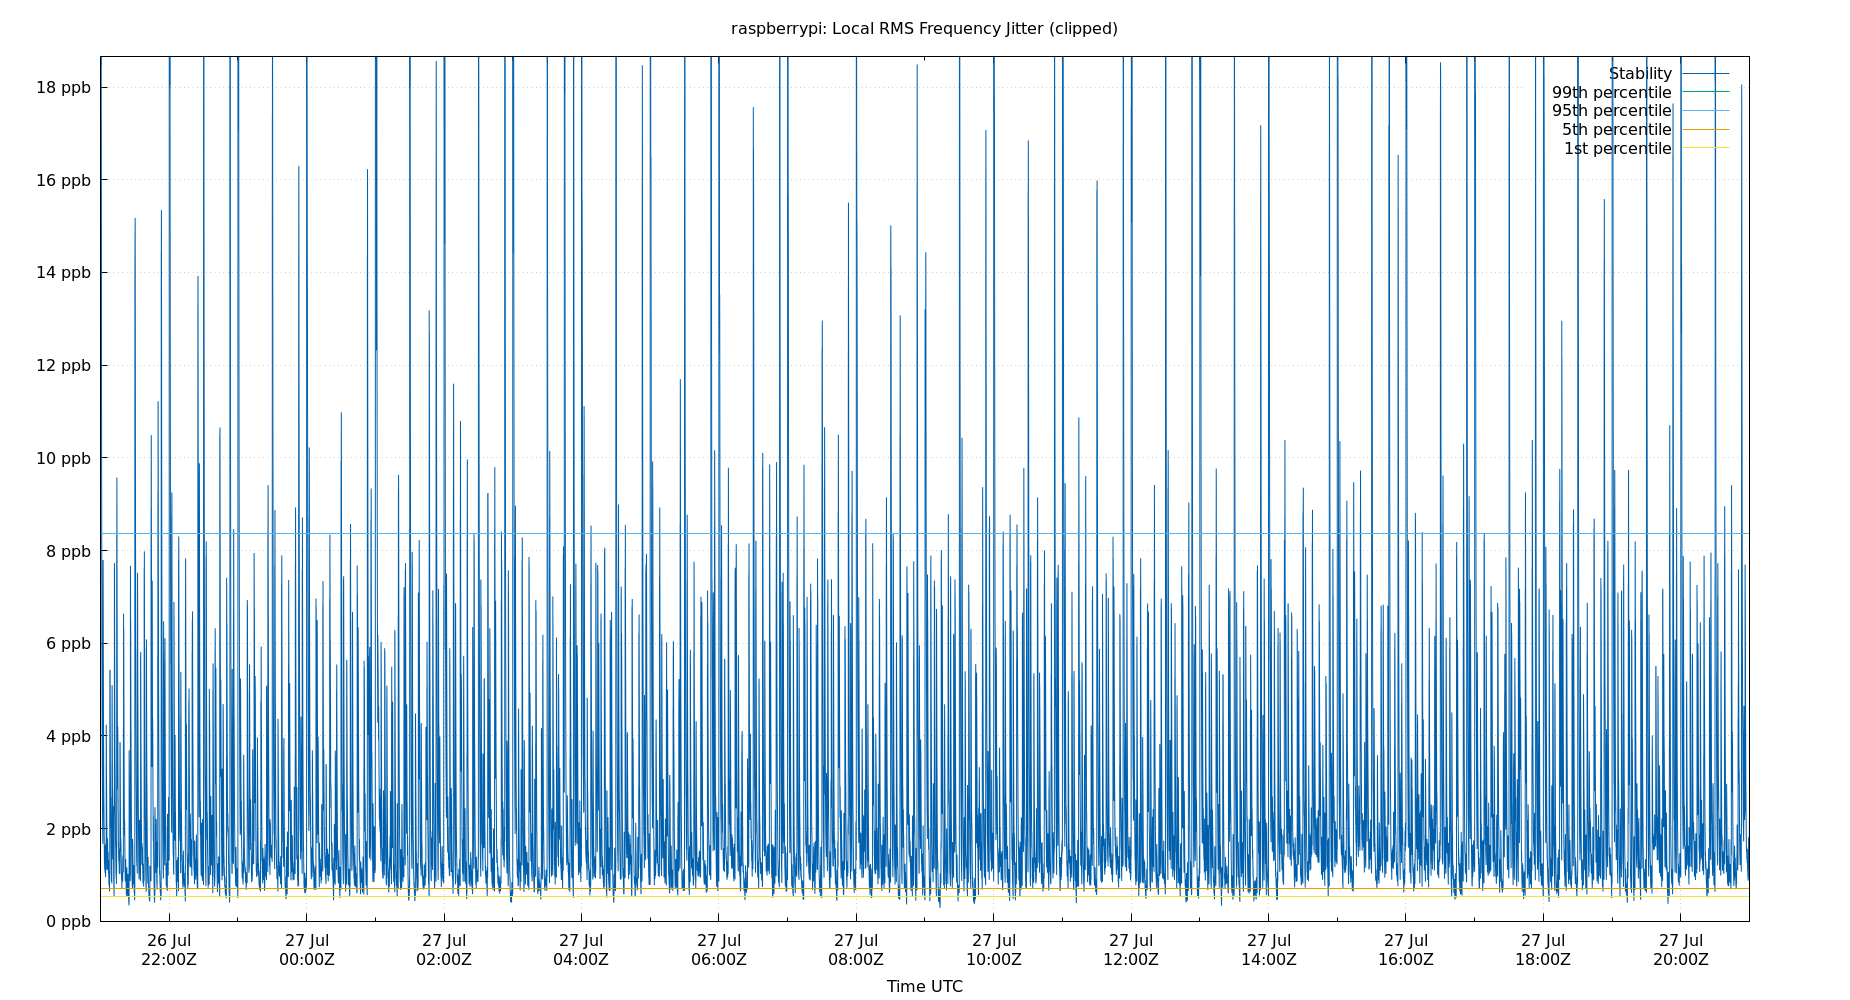 raspberrypi: Local RMS Frequency Jitter (clipped)
18 ppb
16 ppb
14 ppb
12 ppb
10 ppb
8 ppb
6 ppb
4 ppb
2 ppb
0 ppb
Stability
99th percentile
95th percentile
5th percentile
1st percentile
26 Jul 27 Jul 27 Jul 27 Jul 27 Jul 27 Jul 27 Jul 27 Jul 27 Jul 27 Jul 27 Jul 27 Jul
22:00Z 00:00Z 02:00Z 04:00Z 06:00Z 08:00Z 10:00Z 12:00Z 14:00Z 16:00Z 18:00Z 20:00Z
Time UTC